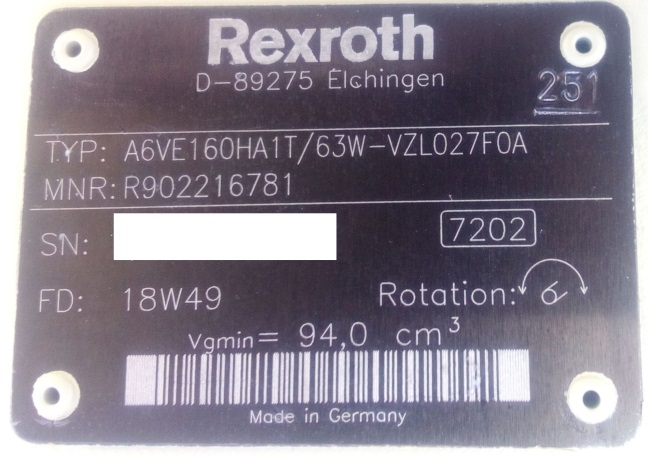 Rexroth
D-89275 Elchingen
251
TYP: A6VE160HA1T/63W-VZL027F0A
MNR: R902216781
SN:
7202
FD: 18W49
Rotation:
Vgmin= 94,0 cm³
Made in Germany